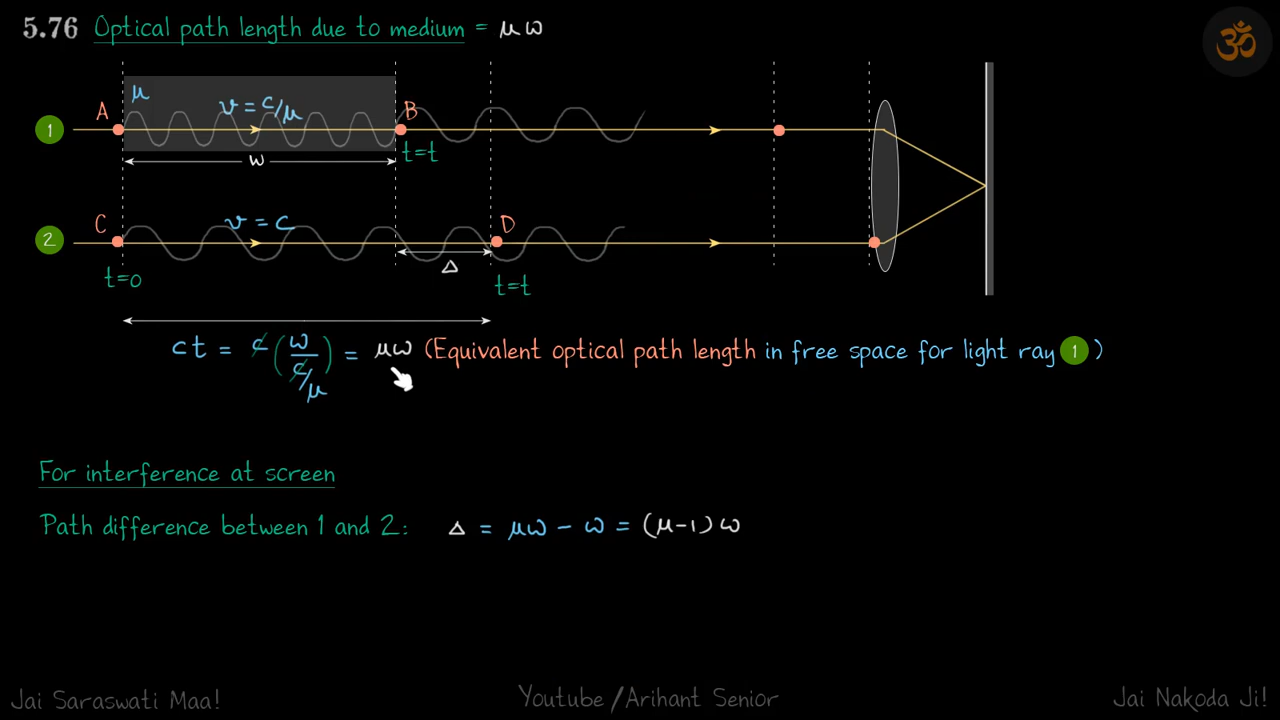 5.76 Optical path length due to medium = μω
ॐ
μ
A v = c/μ B
1
t=t
w
C v = c D
2
Δ
t=0 t=t
ct = c(ω/c/μ) = μω (Equivalent optical path length in free space for light ray 1)
For interference at screen
Path difference between 1 and 2: Δ = μω - ω = (μ-1)ω
Jai Saraswati Maa! Youtube/Arihant Senior Jai Nakoda Ji!